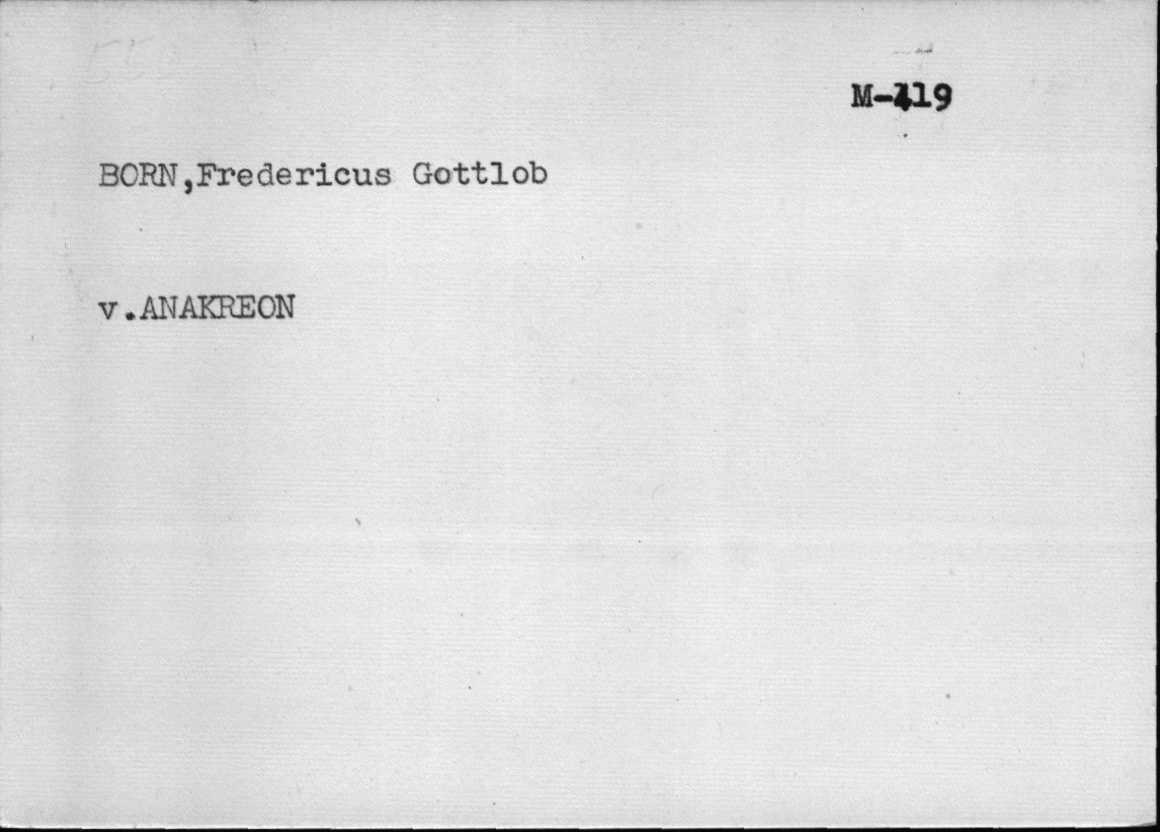 M-419
BORN,Fredericus Gottlob
v.ANAKREON